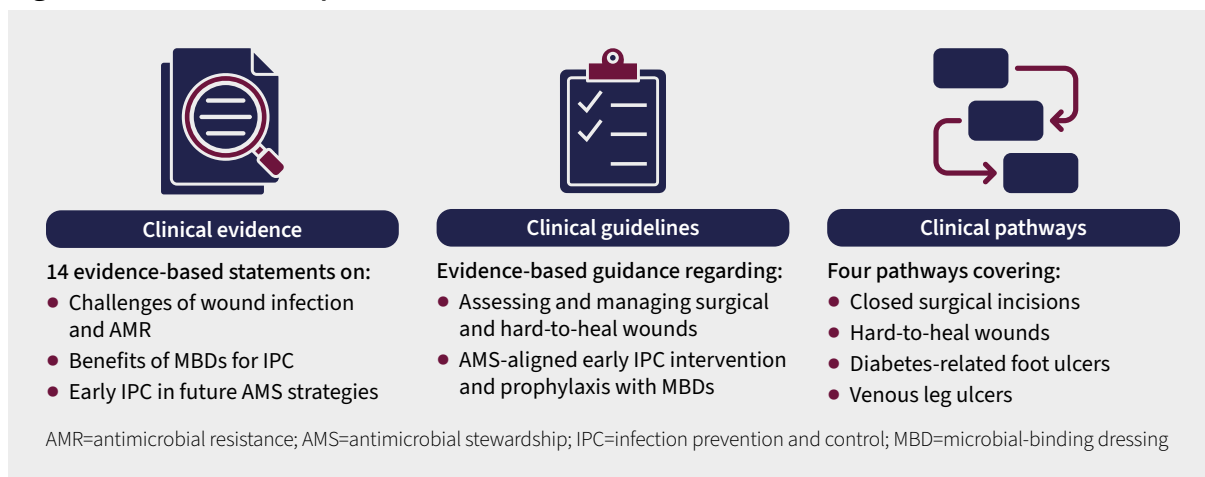 Clinical evidence
14 evidence-based statements on:
● Challenges of wound infection
and AMR
● Benefits of MBDs for IPC
● Early IPC in future AMS strategies
Clinical guidelines
Evidence-based guidance regarding:
● Assessing and managing surgical
and hard-to-heal wounds
● AMS-aligned early IPC intervention
and prophylaxis with MBDs
Clinical pathways
Four pathways covering:
● Closed surgical incisions
● Hard-to-heal wounds
● Diabetes-related foot ulcers
● Venous leg ulcers
AMR=antimicrobial resistance; AMS=antimicrobial stewardship; IPC=infection prevention and control; MBD=microbial-binding dressing